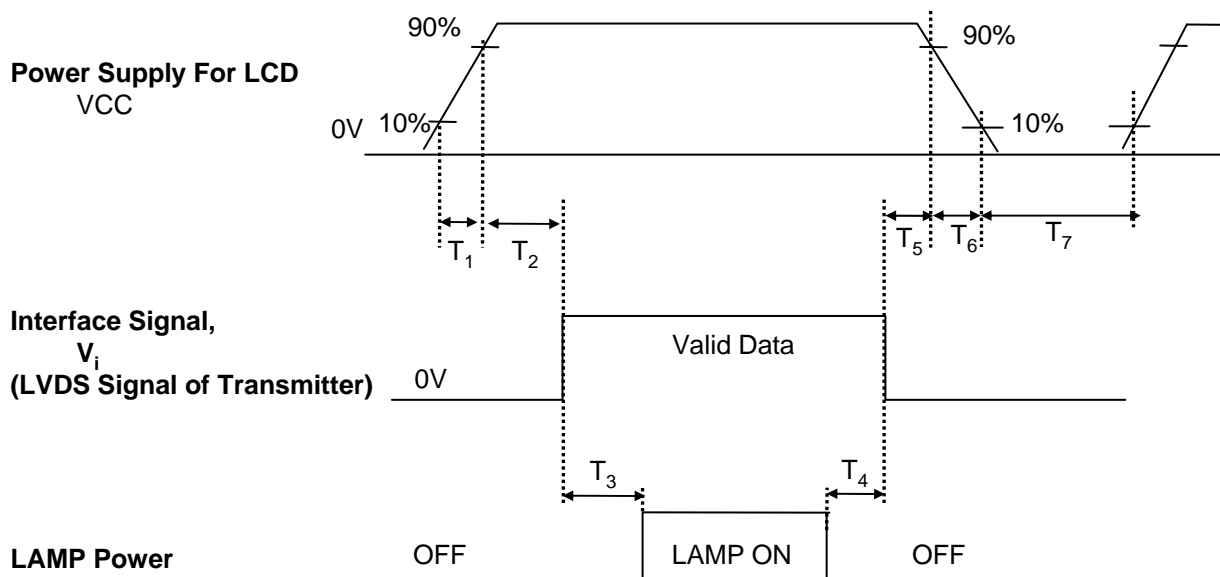 90%
90%
Power Supply For LCD
VCC
0V
10%
10%
T1
T2
T5
T6
T7
Interface Signal,
Vi
(LVDS Signal of Transmitter)
0V
Valid Data
T3
T4
LAMP Power
OFF
LAMP ON
OFF